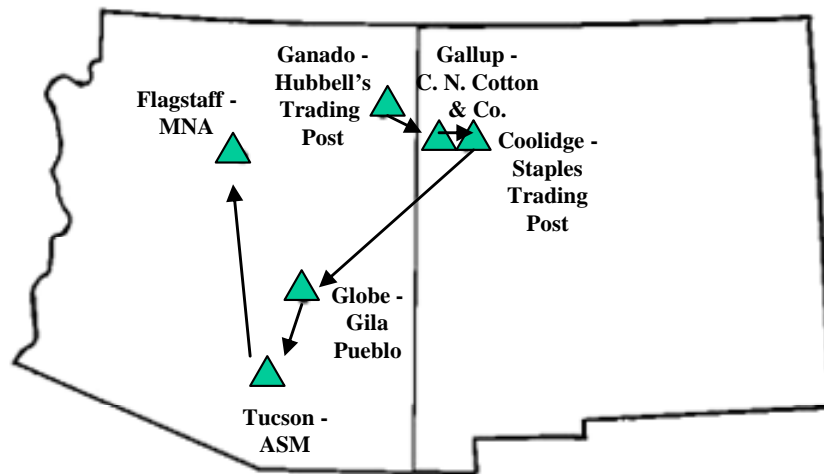 Ganado -
Hubbell's
Trading
Post
Gallup -
C. N. Cotton
& Co.
Flagstaff -
MNA
Coolidge -
Staples
Trading
Post
Globe -
Gila
Pueblo
Tucson -
ASM